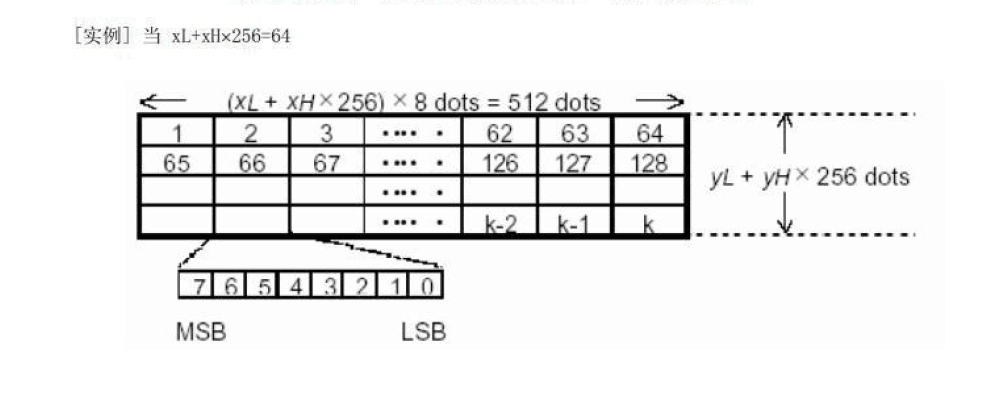 [实例] 当 xL+xH×256=64
(xL + xH × 256) × 8 dots = 512 dots
1 2 3 ···· · 62 63 64
65 66 67 ···· · 126 127 128
yL + yH × 256 dots
···· ·
···· · k-2 k-1 k
7 6 5 4 3 2 1 0
MSB LSB